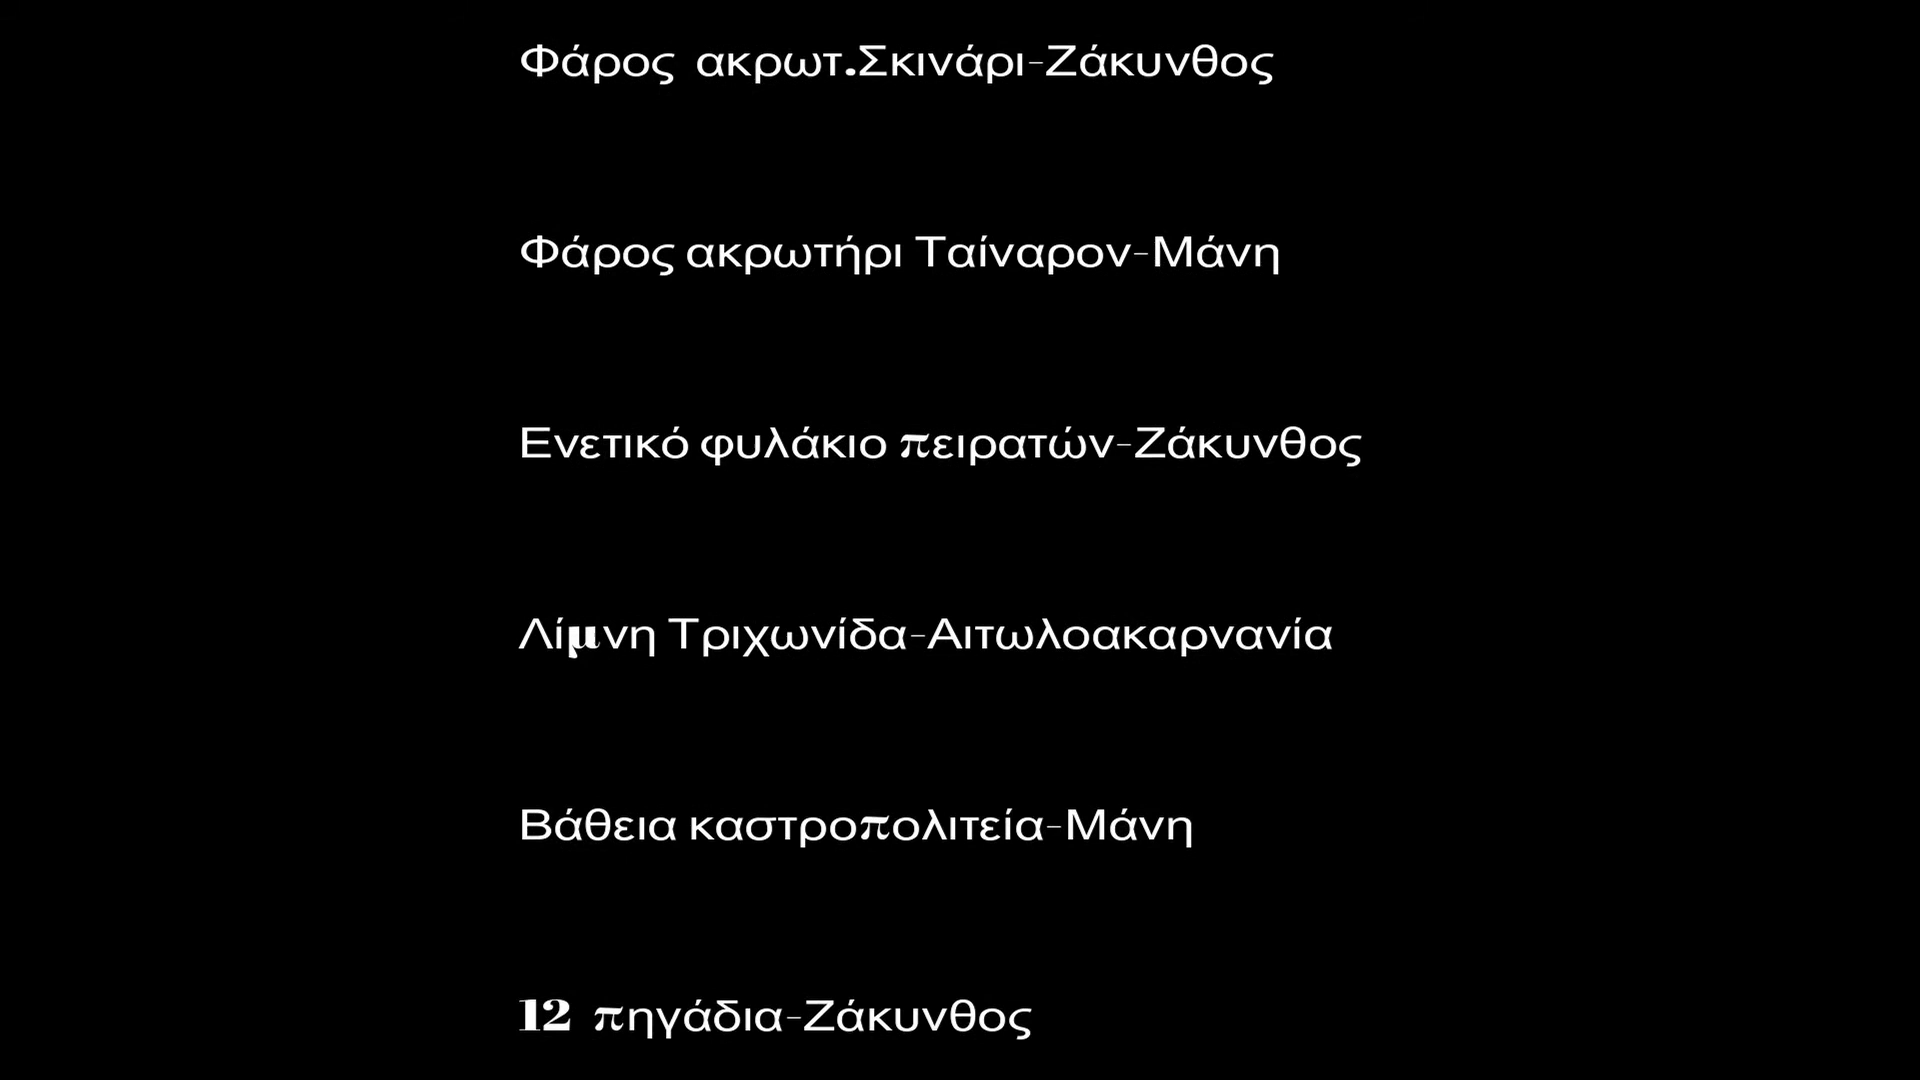 Φάρος  ακρωτ.Σκινάρι-Ζάκυνθος
Φάρος ακρωτήρι Ταίναρον-Μάνη
Ενετικό φυλάκιο πειρατών-Ζάκυνθος
Λίμνη Τριχωνίδα-Αιτωλοακαρνανία
Βάθεια καστροπολιτεία-Μάνη
12  πηγάδια-Ζάκυνθος